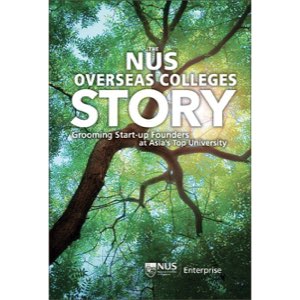 THE
NUS
OVERSEAS COLLEGES
STORY
Grooming Start-up Founders
at Asia's Top University
NUS
Enterprise